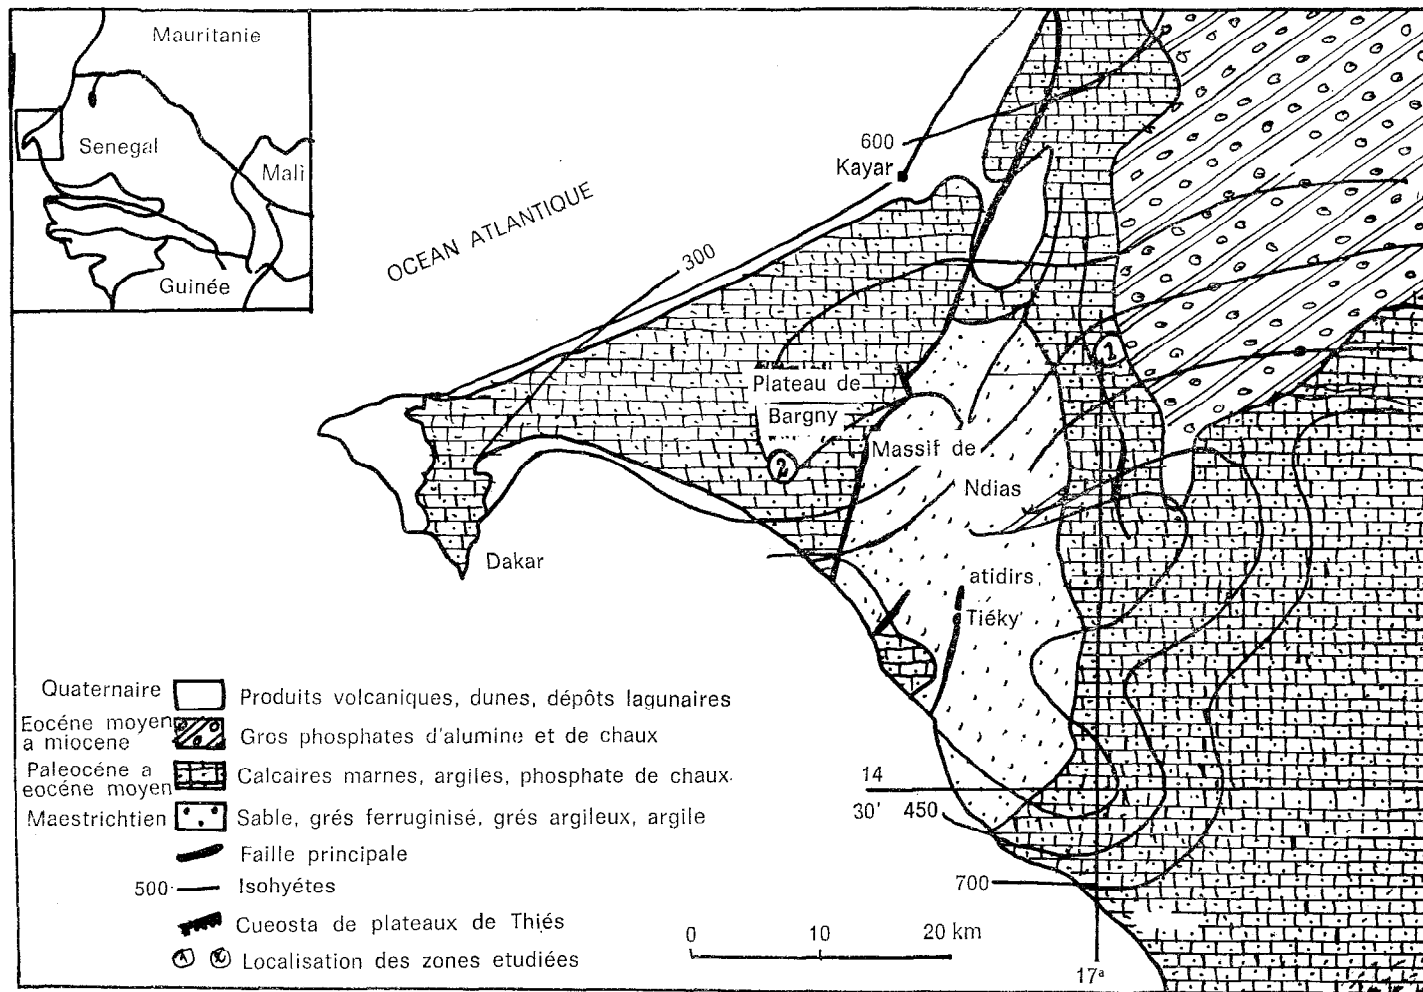 Mauritanie
Senegal
Mali
Guinée
OCEAN ATLANTIQUE
600
Kayar
300
Plateau de
Bargny
1
2
Massif de
Ndias
Dakar
atidirs
Tiéky
14
30' 450
700
17ª
Quaternaire Produits volcaniques, dunes, dépôts lagunaires
Eocéne moyen
a miocene Gros phosphates d'alumine et de chaux
Paleocéne a
eocéne moyen Calcaires marnes, argiles, phosphate de chaux.
Maestrichtien Sable, grés ferruginisé, grés argileux, argile
Faille principale
500 Isohyétes
Cueosta de plateaux de Thiés
1 2 Localisation des zones etudiées
0 10 20 km